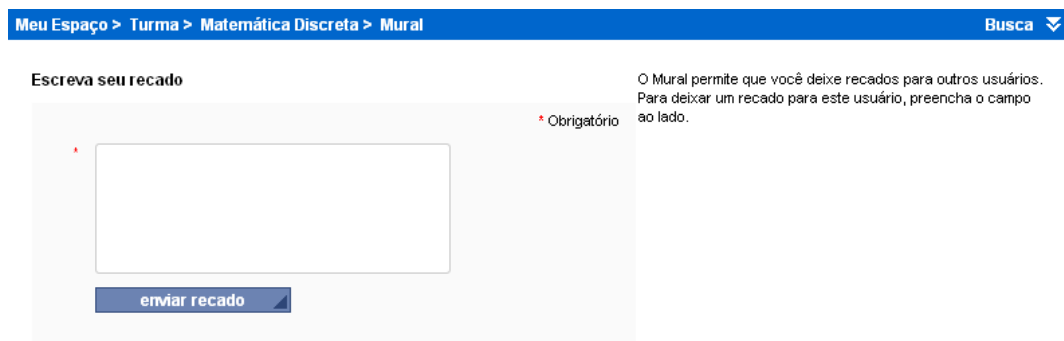 Meu Espaço > Turma > Matemática Discreta > Mural Busca
Escreva seu recado
* Obrigatório
*
enviar recado
O Mural permite que você deixe recados para outros usuários.
Para deixar um recado para este usuário, preencha o campo
ao lado.